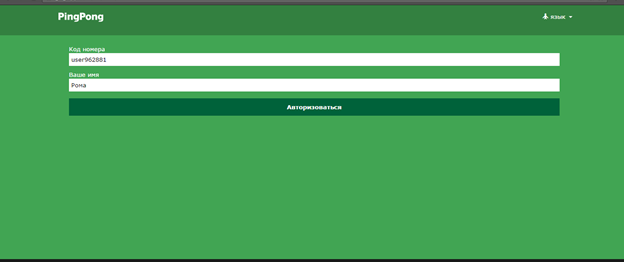 PingPong
язык
Код номера
user962881
Ваше имя
Рома
Авторизоваться